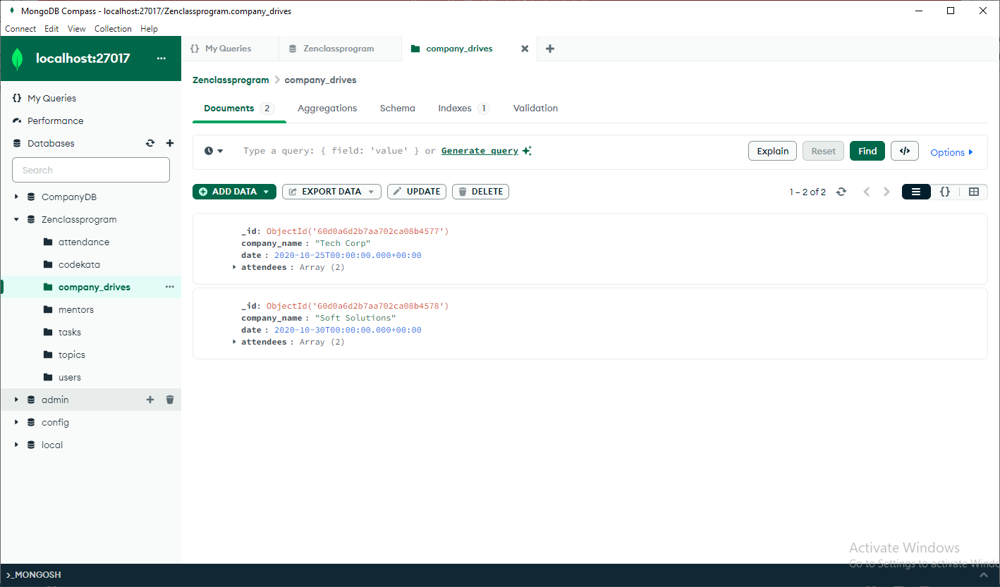 MongoDB Compass - localhost:27017/Zenclassprogram.company_drives
Connect Edit View Collection Help
localhost:27017 ...
{} My Queries
Performance
Databases
Search
CompanyDB
Zenclassprogram
attendance
codekata
company_drives ...
mentors
tasks
topics
users
admin
config
local
{} My Queries
Zenclassprogram
company_drives
Zenclassprogram > company_drives
Documents 2 Aggregations Schema Indexes 1 Validation
Type a query: { field: 'value' } or Generate query
Explain Reset Find </> Options
ADD DATA EXPORT DATA UPDATE DELETE
1 – 2 of 2 {}
_id: ObjectId('60d0a6d2b7aa702ca08b4577')
company_name : "Tech Corp"
date : 2020-10-25T00:00:00.000+00:00
attendees : Array (2)
_id: ObjectId('60d0a6d2b7aa702ca08b4578')
company_name : "Soft Solutions"
date : 2020-10-30T00:00:00.000+00:00
attendees : Array (2)
Activate Windows
Go to Settings to activate Windo
>_MONGOSH